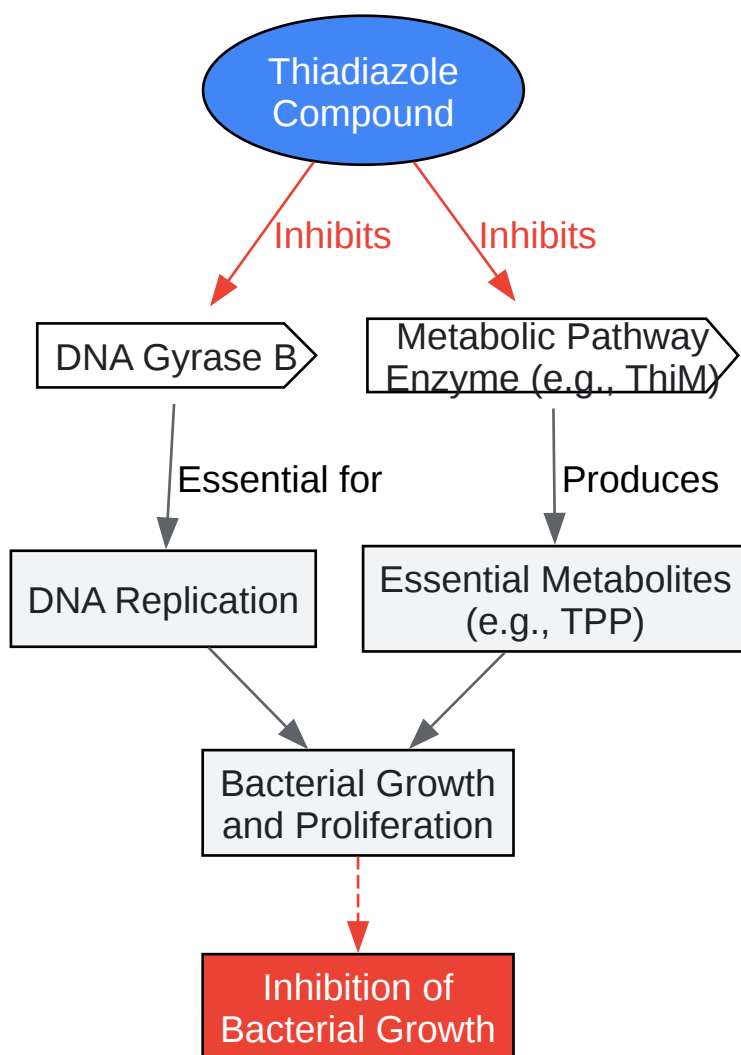 Thiadiazole
Compound
Inhibits
Inhibits
DNA Gyrase B
Metabolic Pathway
Enzyme (e.g., ThiM)
Essential for
Produces
DNA Replication
Essential Metabolites
(e.g., TPP)
Bacterial Growth
and Proliferation
Inhibition of
Bacterial Growth